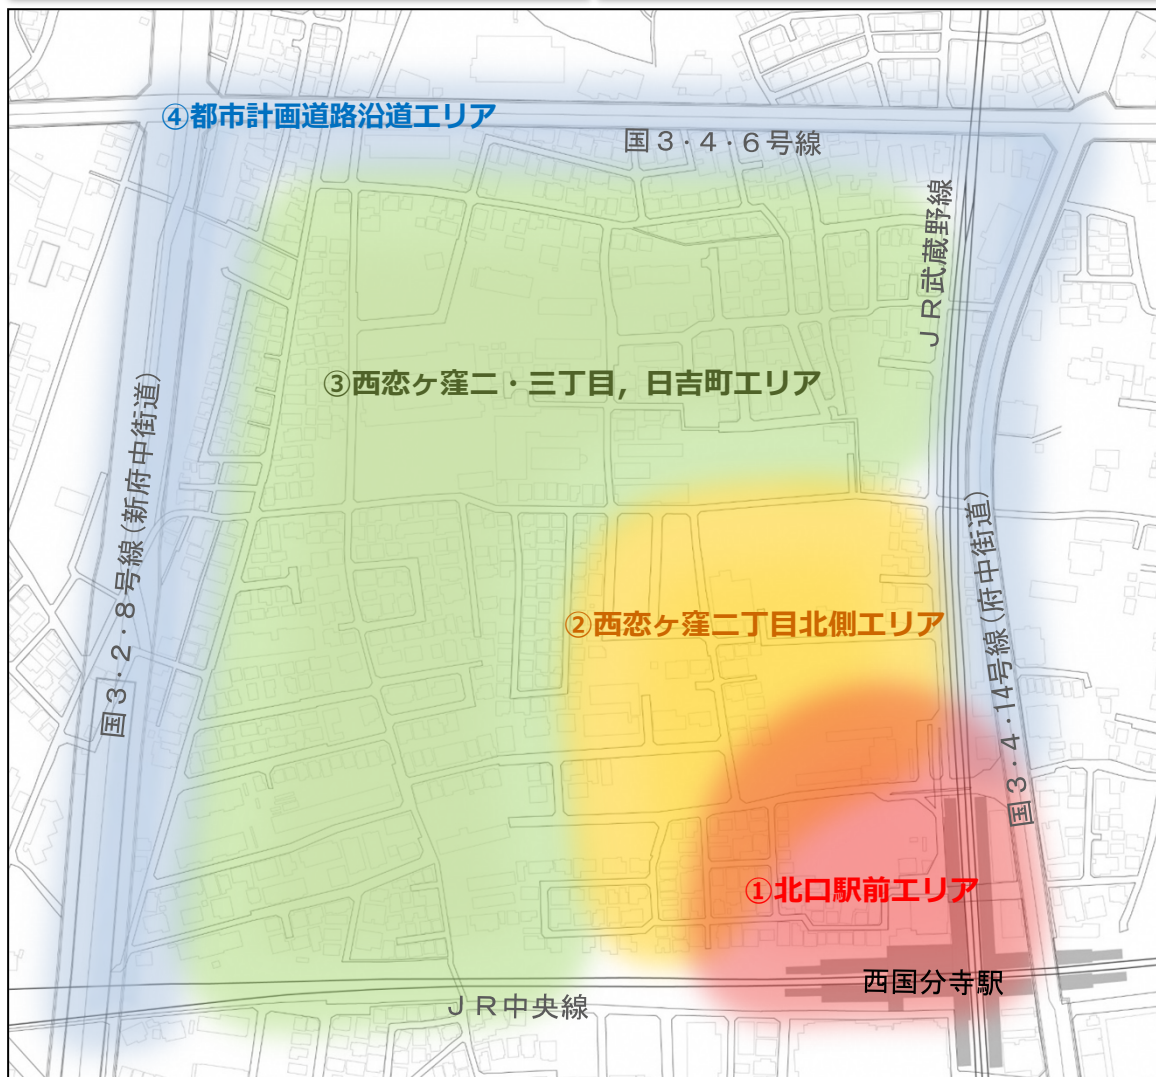 ④都市計画道路沿道エリア
国３・４・６号線
ＪＲ武蔵野線
③西恋ヶ窪二・三丁目，日吉町エリア
国３・２・８号線（新府中街道）
国３・４・14号線（府中街道）
②西恋ヶ窪二丁目北側エリア
①北口駅前エリア
西国分寺駅
ＪＲ中央線